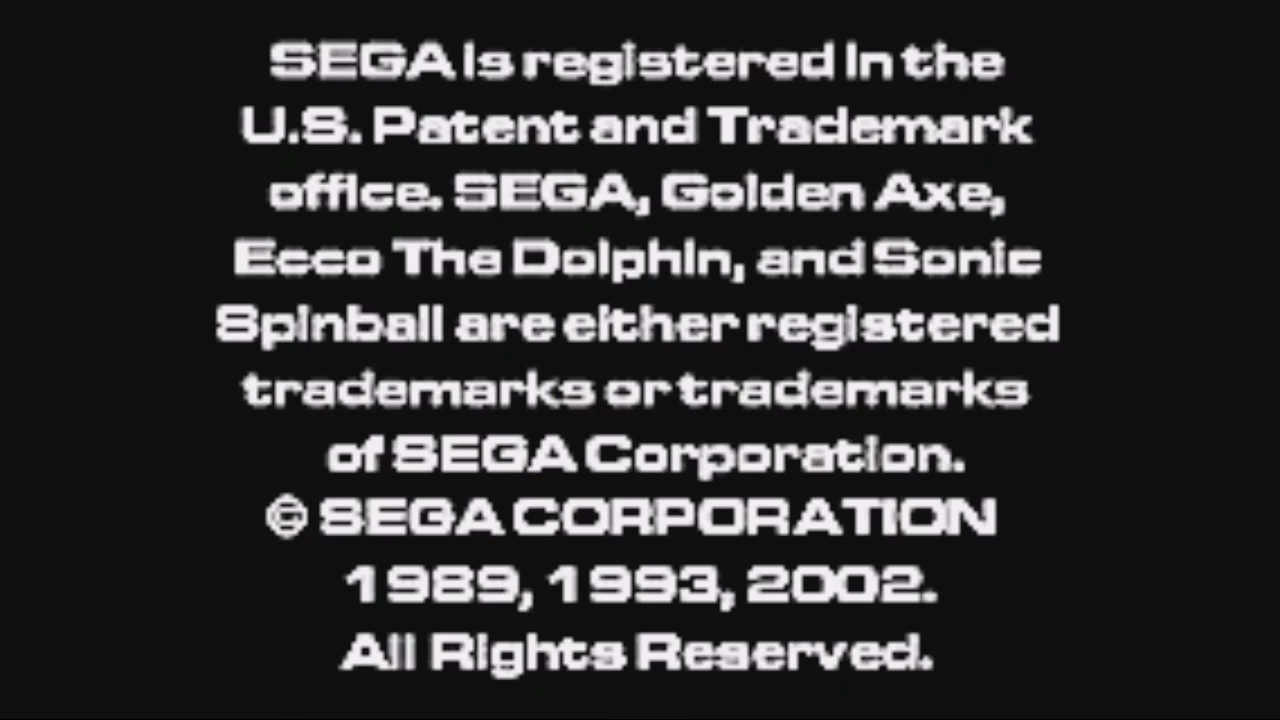 SEGA is registered in the
U.S. Patent and Trademark
office. SEGA, Golden Axe,
Ecco The Dolphin, and Sonic
Spinball are either registered
trademarks or trademarks
of SEGA Corporation.
© SEGA CORPORATION
1989, 1993, 2002.
All Rights Reserved.